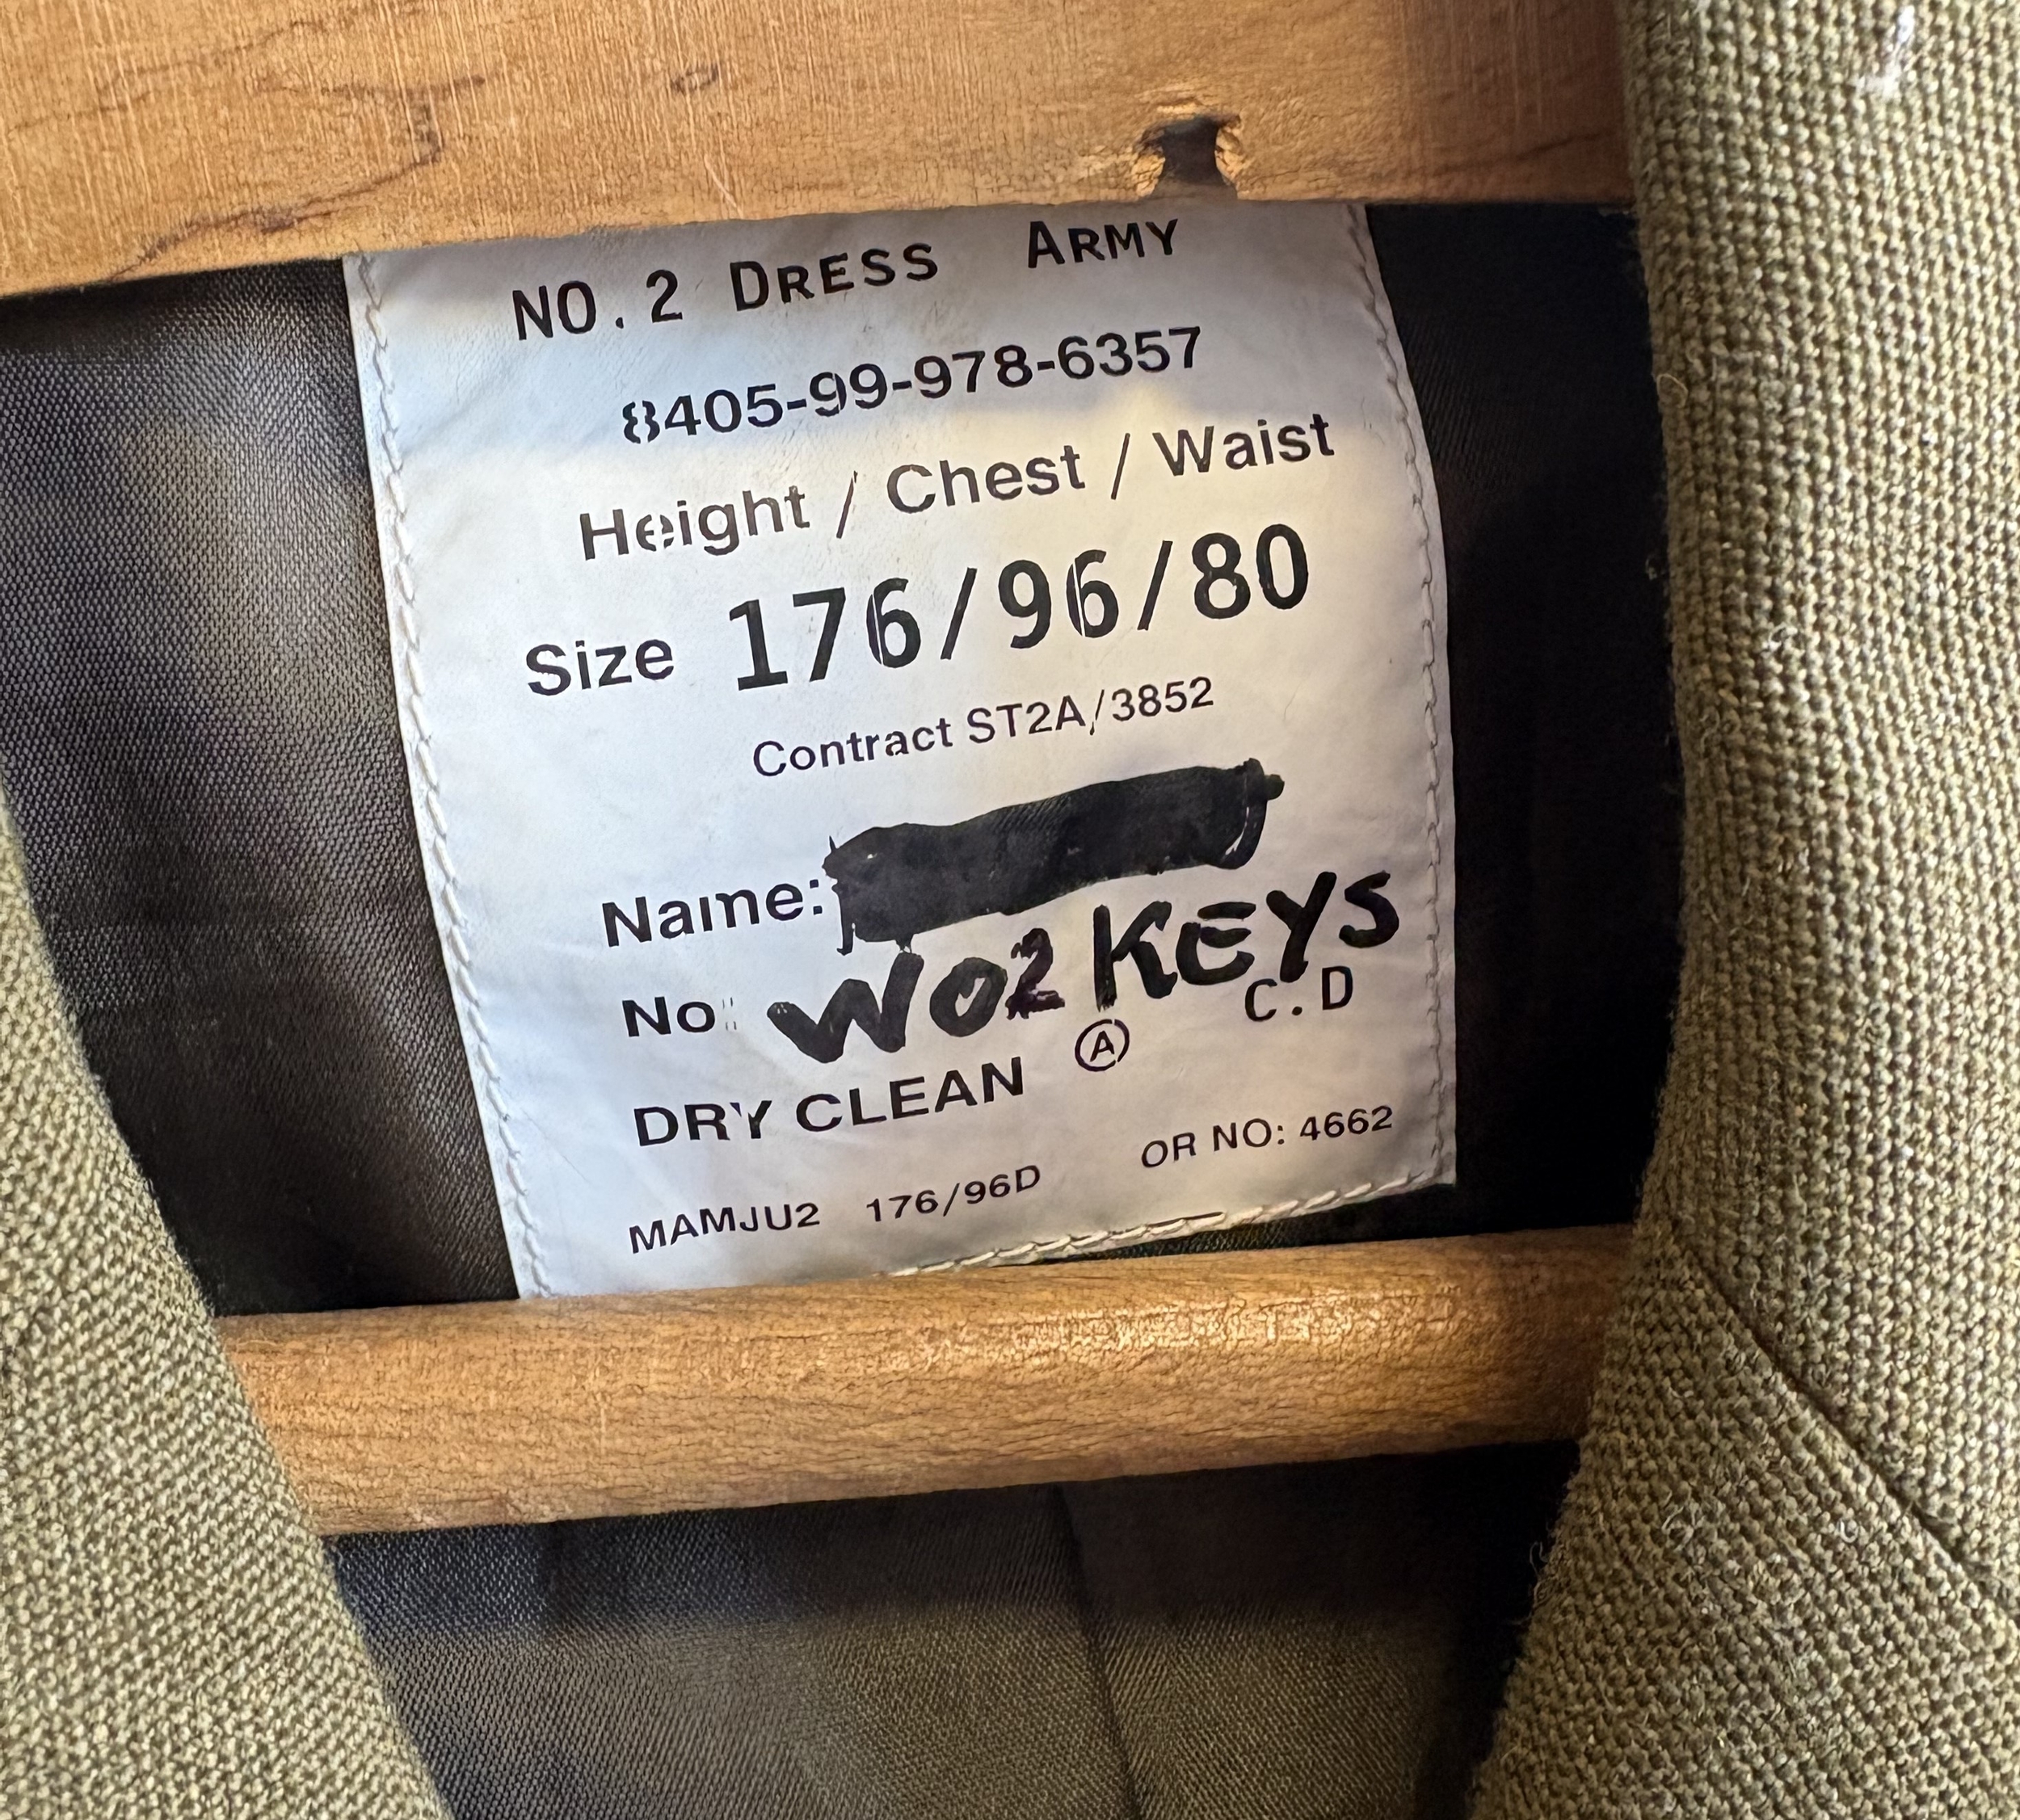 NO. 2 DRESS ARMY
8405-99-978-6357
Height / Chest / Waist
Size 176/96/80
Contract ST2A/3852
Name:
No: WO2 KEYS
C.D
DRY CLEAN Ⓐ
MAMJU2 176/96D OR NO: 4662